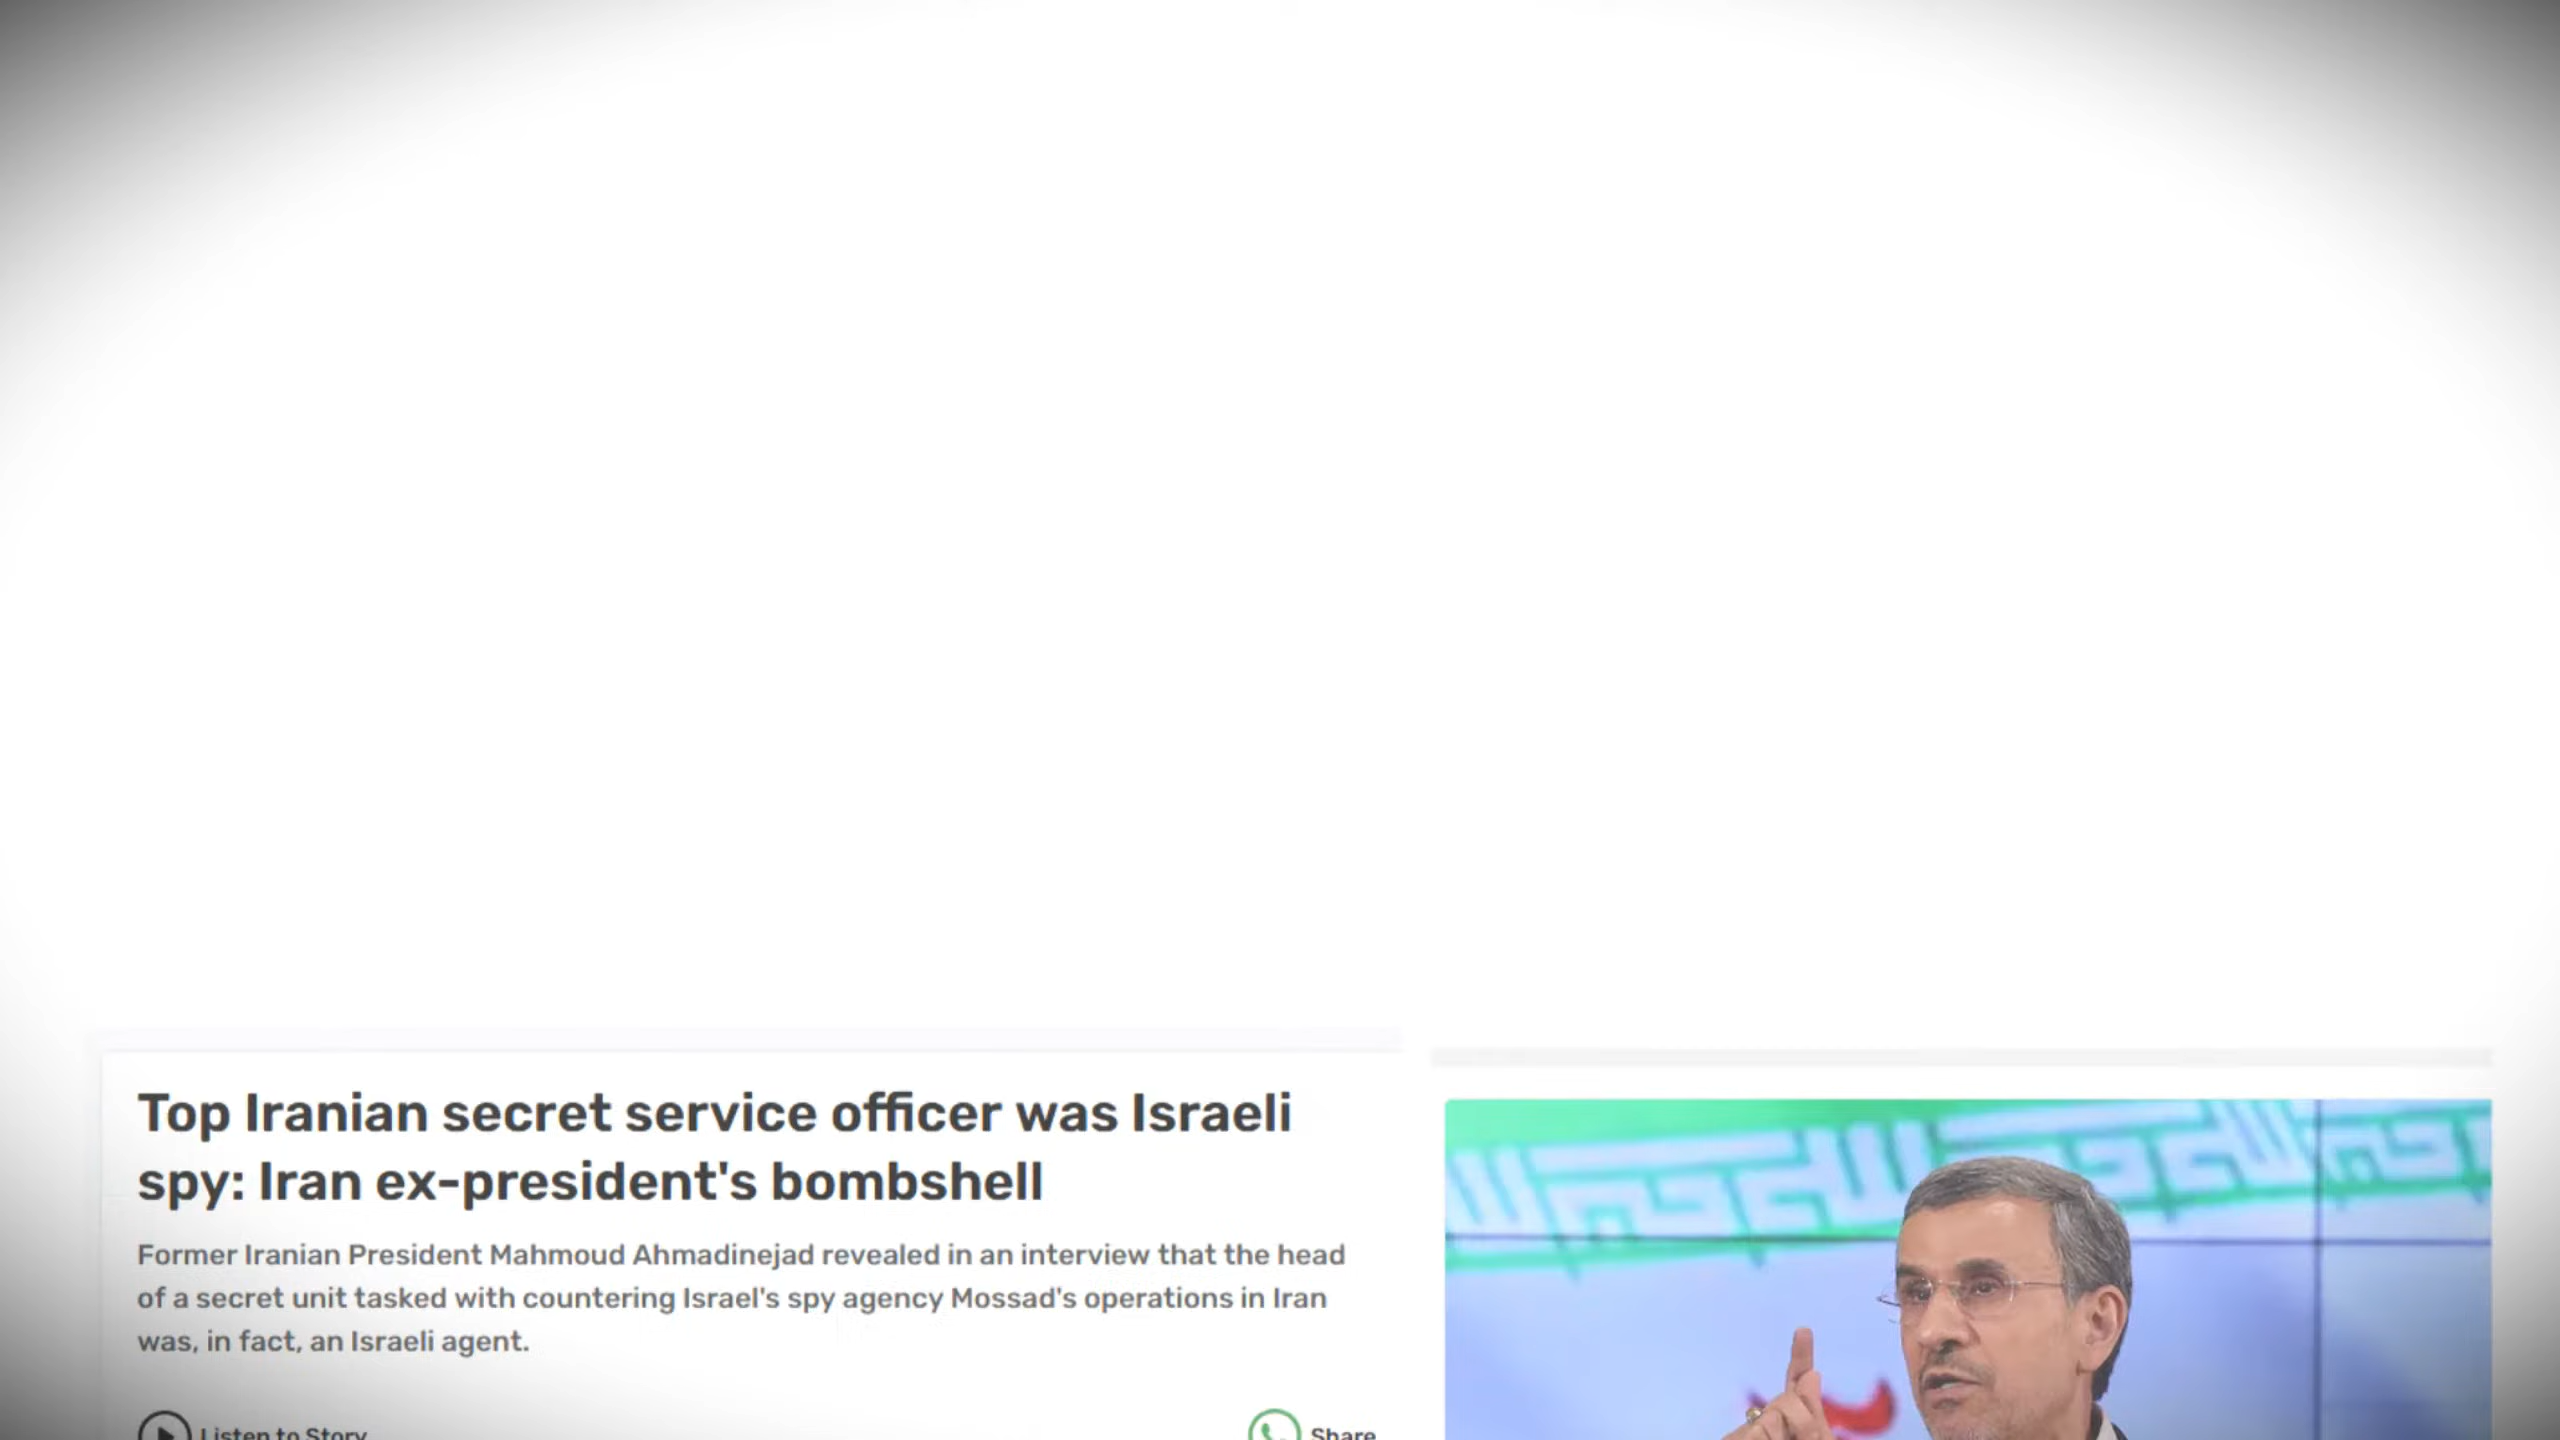 Top Iranian secret service officer was Israeli
spy: Iran ex-president's bombshell
Former Iranian President Mahmoud Ahmadinejad revealed in an interview that the head
of a secret unit tasked with countering Israel's spy agency Mossad's operations in Iran
was, in fact, an Israeli agent.
Listen to Story
Share